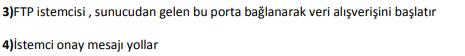 3)FTP istemcisi , sunucudan gelen bu porta bağlanarak veri alışverişini başlatır
4)İstemci onay mesajı yollar